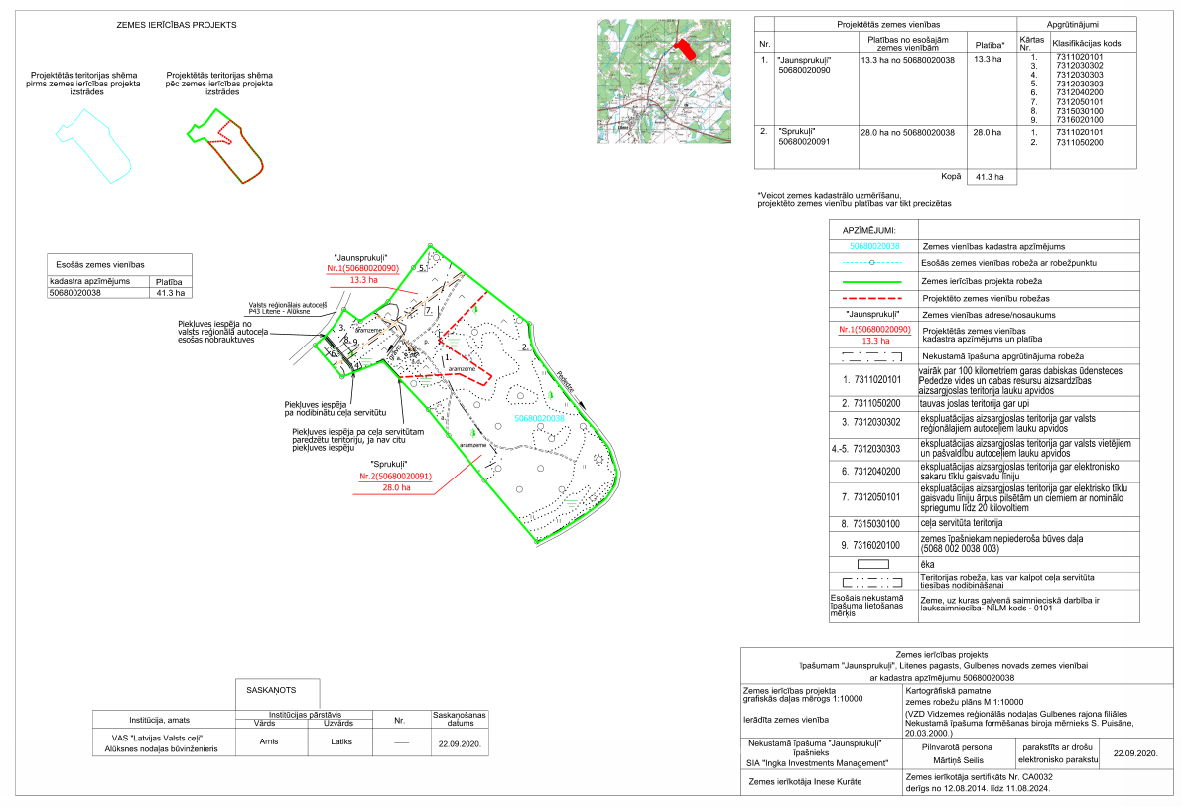 ZEMES IERĪCĪBAS PROJEKTS
Projektētās teritorijas shēma
pirms zemes ierīcības projekta
izstrādes
Projektētās teritorijas shēma
pēc zemes ierīcības projekta
izstrādes
Projektētās zemes vienības
Apgrūtinājumi
Nr.
Platības no esošajām
zemes vienībām
Platība*
Kārtas
Nr.
Klasifikācijas kods
1.
"Jaunsprukuļi"
50680020090
13.3 ha no 50680020038
13.3 ha
1. 7311020101
3. 7312030302
4. 7312030303
5. 7312030303
6. 7312040200
7. 7312050101
8. 7315030100
9. 7316020100
2.
"Sprukuļi"
50680020091
28.0 ha no 50680020038
28.0 ha
1. 7311020101
2. 7311050200
Kopā
41.3 ha
*Veicot zemes kadastrālo uzmērīšanu,
projektēto zemes vienību platības var tikt precizētas
Esošās zemes vienības
kadastra apzīmējums
Platība
50680020038
41.3 ha
"Jaunsprukuļi"
Nr.1(50680020090)
13.3 ha
Valsts reģionālais autoceļš
P43 Litene - Alūksne
Piekļuves iespēja no
valsts reģionālā autoceļa
esošas nobrauktuves
Piekļuves iespēja
pa nodibinātu ceļa servitūtu
Piekļuves iespēja pa ceļa servitūtam
paredzētu teritoriju, ja nav citu
piekļuves iespēju
"Sprukuļi"
Nr.2(50680020091)
28.0 ha
5.
7.
3.
8.
9.
6.
1.
2.
aramzeme
aramzeme
aramzeme
Pededze
50680020038
APZĪMĒJUMI:
50680020038
Zemes vienības kadastra apzīmējums
Esošās zemes vienības robeža ar robežpunktu
Zemes ierīcības projekta robeža
Projektēto zemes vienību robežas
"Jaunsprukuļi"
Zemes vienības adrese/nosaukums
Nr.1(50680020090)
13.3 ha
Projektētās zemes vienības
kadastra apzīmējums un platība
Nekustamā īpašuma apgrūtinājuma robeža
1. 7311020101
vairāk par 100 kilometriem garas dabiskas ūdensteces
Pededze vides un cabas resursu aizsardzības
aizsargjoslas teritorija lauku apvidos
2. 7311050200
tauvas joslas teritorija gar upi
3. 7312030302
ekspluatācijas aizsargjoslas teritorija gar valsts
reģionālajiem autoceļiem lauku apvidos
4.-5. 7312030303
ekspluatācijas aizsargjoslas teritorija gar valsts vietējiem
un pašvaldību autoceļiem lauku apvidos
6. 7312040200
ekspluatācijas aizsargjoslas teritorija gar elektronisko
sakaru tīklu gaisvadu līniju
7. 7312050101
ekspluatācijas aizsargjoslas teritorija gar elektrisko tīklu
gaisvadu līniju ārpus pilsētām un ciemiem ar nominālo
spriegumu līdz 20 kilovoltiem
8. 7315030100
ceļa servitūta teritorija
9. 7316020100
zemes īpašniekam nepiederoša būves daļa
(5068 002 0038 003)
ēka
Teritorijas robeža, kas var kalpot ceļa servitūta
tiesības nodibināšanai
Esošais nekustamā
īpašuma lietošanas
mērķis
Zeme, uz kuras galvenā saimnieciskā darbība ir
lauksaimniecība- NĪLM kods - 0101
SASKAŅOTS
Institūcija, amats
Institūcijas pārstāvis
Vārds
Uzvārds
Nr.
Saskaņošanas
datums
VAS "Latvijas Valsts ceļi"
Alūksnes nodaļas būvinženieris
Arnis
Latiks
22.09.2020.
Zemes ierīcības projekts
īpašumam "Jaunsprukuļi", Litenes pagasts, Gulbenes novads zemes vienībai
ar kadastra apzīmējumu 50680020038
Zemes ierīcības projekta
grafiskās daļas mērogs 1:10000
Ierādīta zemes vienība
Kartogrāfiskā pamatne
zemes robežu plāns M 1:10000
(VZD Vidzemes reģionālās nodaļas Gulbenes rajona filiāles
Nekustamā īpašuma formēšanas biroja mērnieks S. Puisāne,
20.03.2000.)
Nekustamā īpašuma "Jaunsprukuļi"
īpašnieks
SIA "Ingka Investments Management"
Pilnvarotā persona
Mārtiņš Seilis
parakstīts ar drošu
elektronisko parakstu
22.09.2020.
Zemes ierīkotāja Inese Kurāte
Zemes ierīkotāja sertifikāts Nr. CA0032
derīgs no 12.08.2014. līdz 11.08.2024.